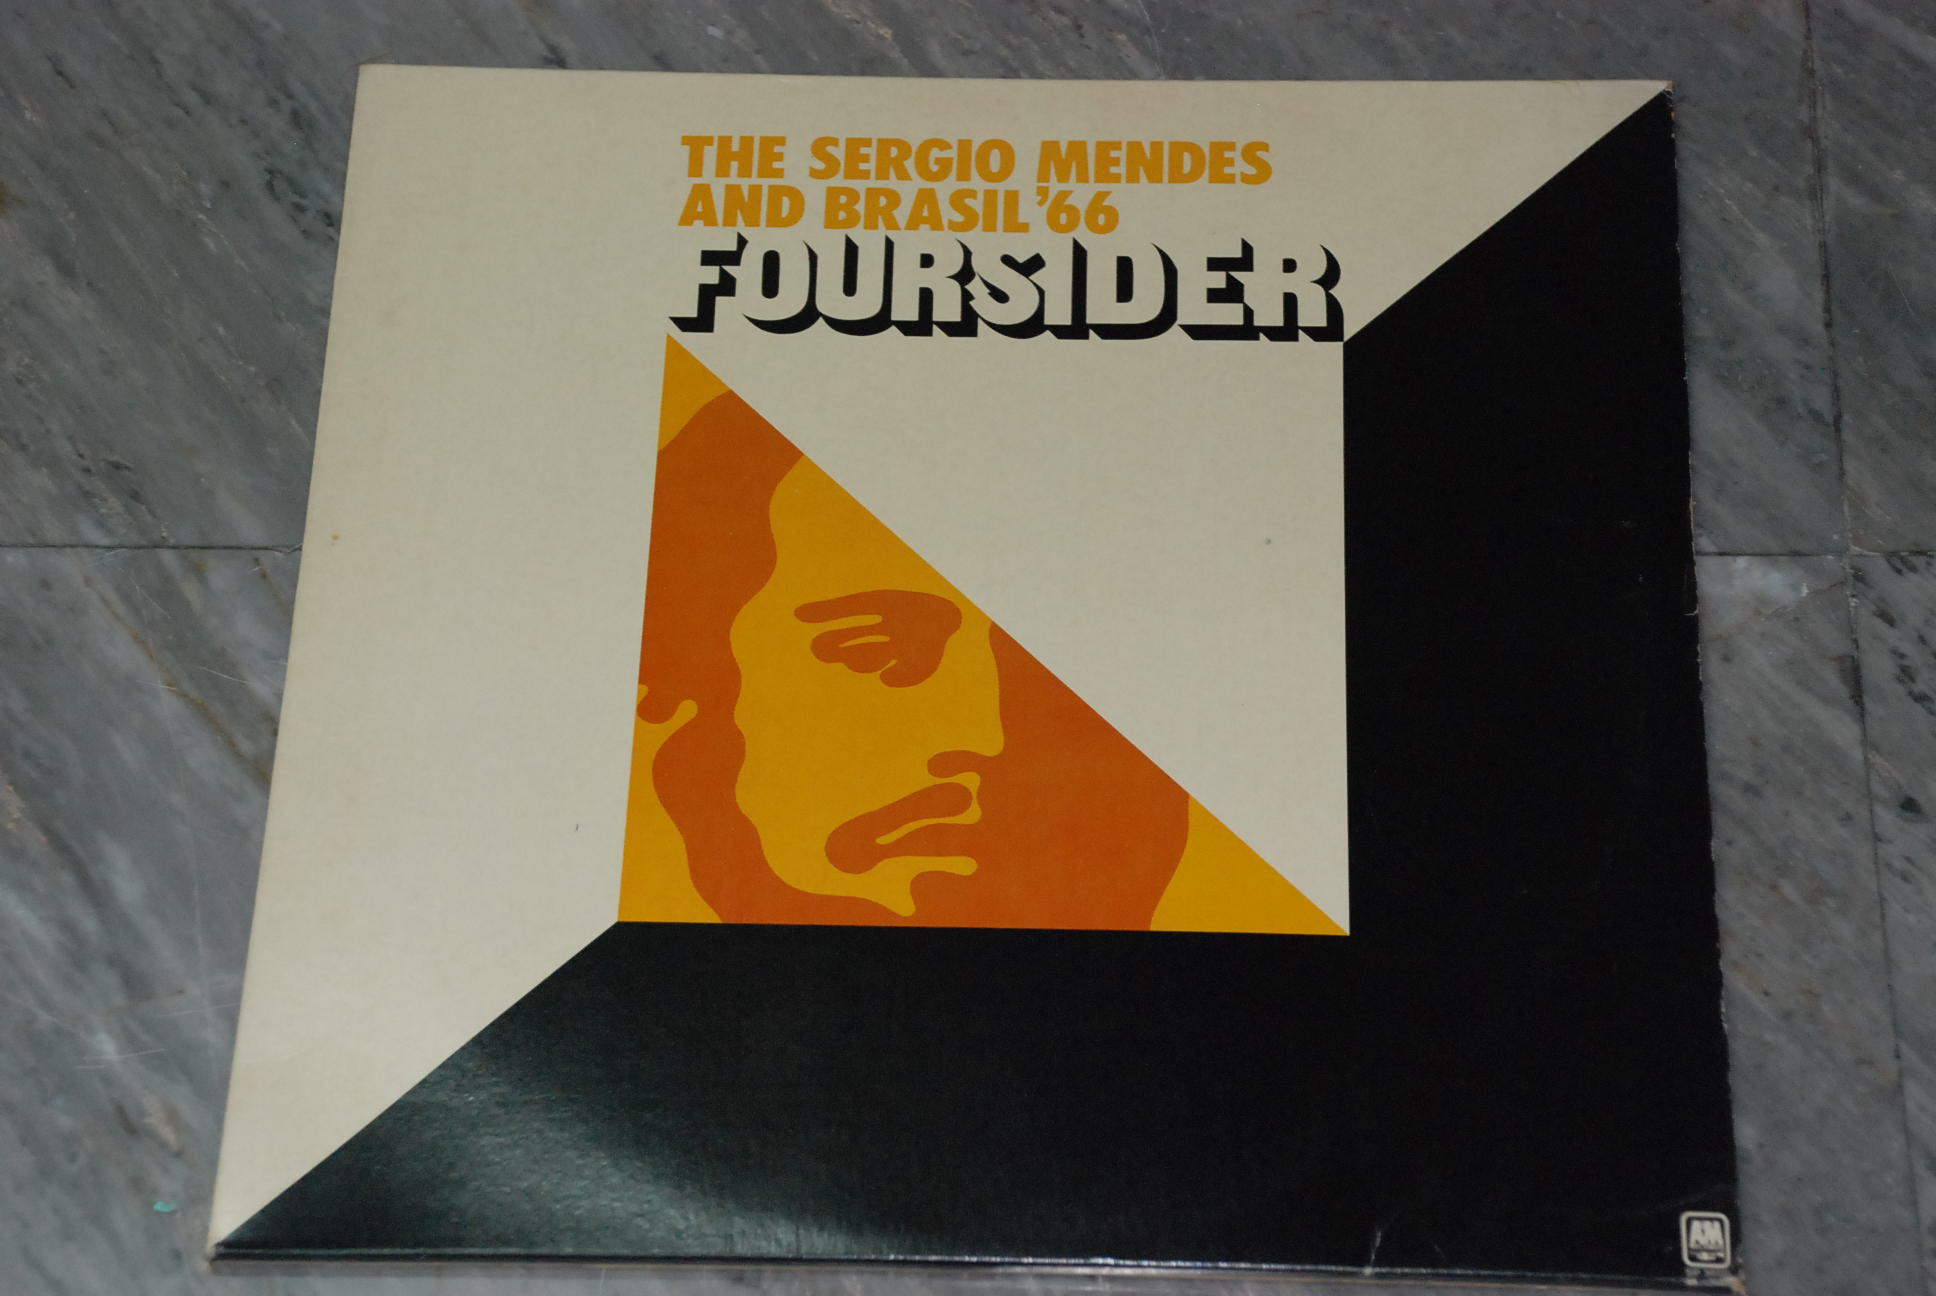 THE SERGIO MENDES
AND BRASIL '66
FOURSIDER
A&M